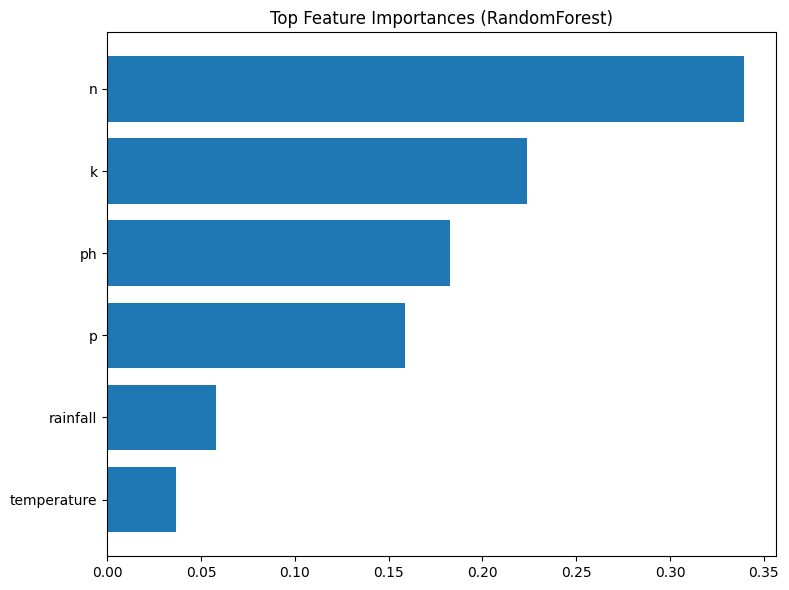 Top Feature Importances (RandomForest)
n
k
ph
p
rainfall
temperature
0.00 0.05 0.10 0.15 0.20 0.25 0.30 0.35